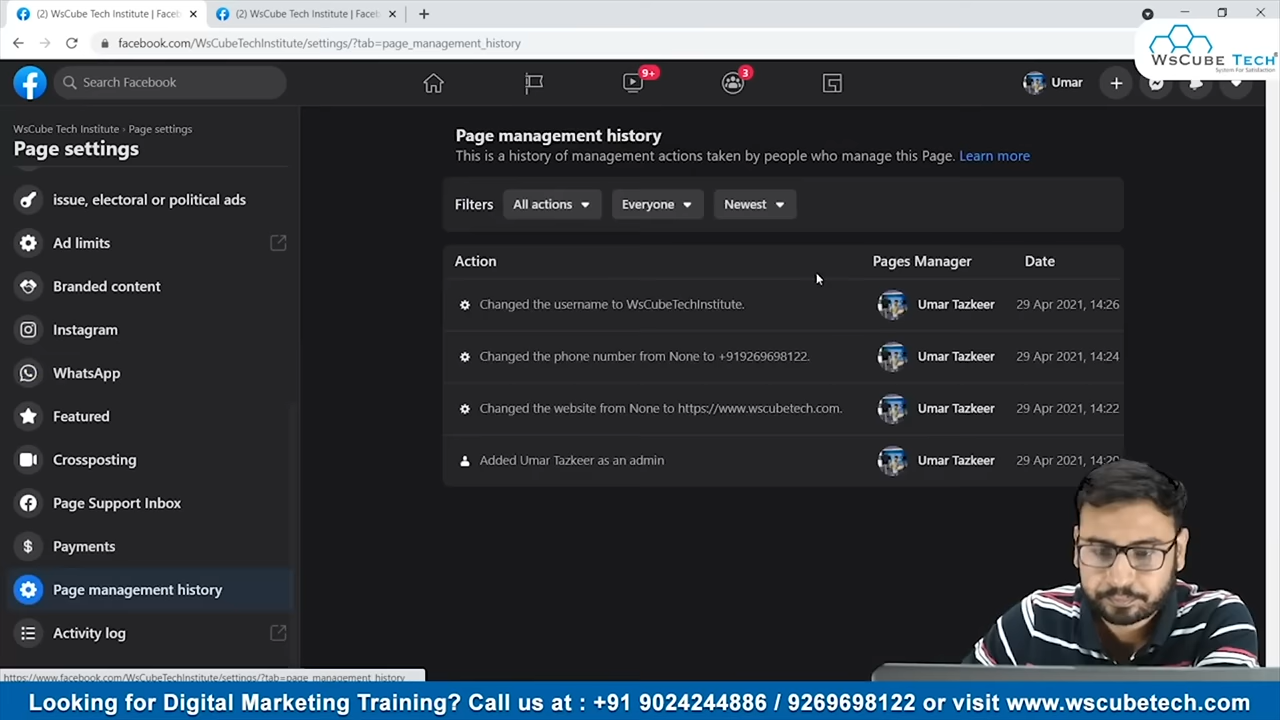 (2) WsCube Tech Institute | Faceb
(2) WsCube Tech Institute | Faceb
facebook.com/WsCubeTechInstitute/settings/?tab=page_management_history
WsCube Tech
System For Satisfaction
Search Facebook
9+
3
Umar
WsCube Tech Institute › Page settings
Page settings
issue, electoral or political ads
Ad limits
Branded content
Instagram
WhatsApp
Featured
Crossposting
Page Support Inbox
Payments
Page management history
Activity log
Page management history
This is a history of management actions taken by people who manage this Page. Learn more
Filters All actions Everyone Newest
Action Pages Manager Date
Changed the username to WsCubeTechInstitute. Umar Tazkeer 29 Apr 2021, 14:26
Changed the phone number from None to +919269698122. Umar Tazkeer 29 Apr 2021, 14:24
Changed the website from None to https://www.wscubetech.com. Umar Tazkeer 29 Apr 2021, 14:22
Added Umar Tazkeer as an admin Umar Tazkeer 29 Apr 2021, 14:20
https://www.facebook.com/WsCubeTechInstitute/settings/?tab=page_management_history
Looking for Digital Marketing Training? Call us at : +91 9024244886 / 9269698122 or visit www.wscubetech.com